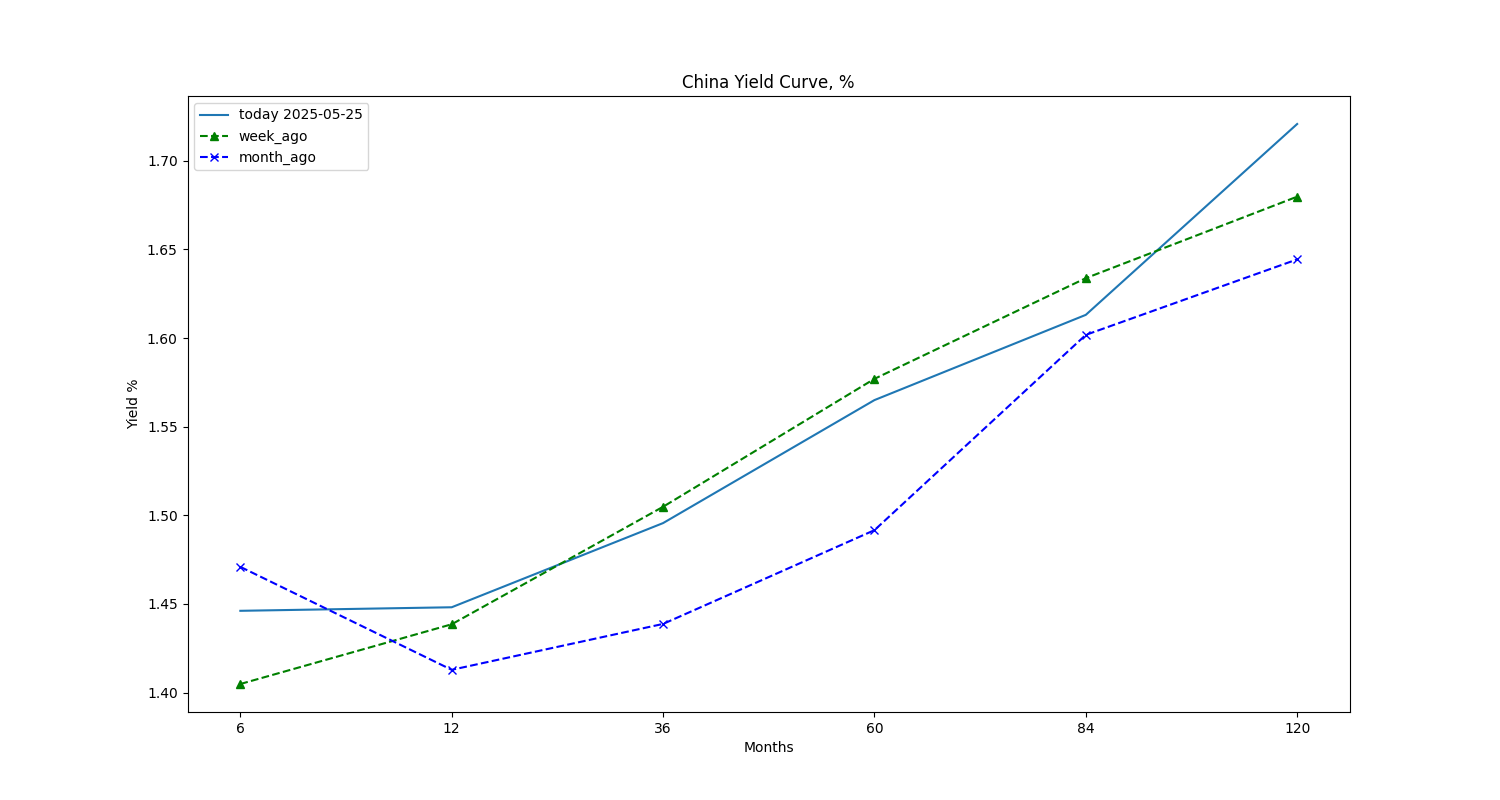 China Yield Curve, %
today 2025-05-25
week_ago
month_ago
1.70
1.65
1.60
1.55
1.50
1.45
1.40
Yield %
6 12 36 60 84 120
Months